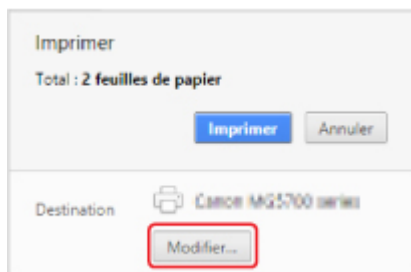 Imprimer
Total : 2 feuilles de papier
Imprimer Annuler
Destination Canon MG5700 series
Modifier...